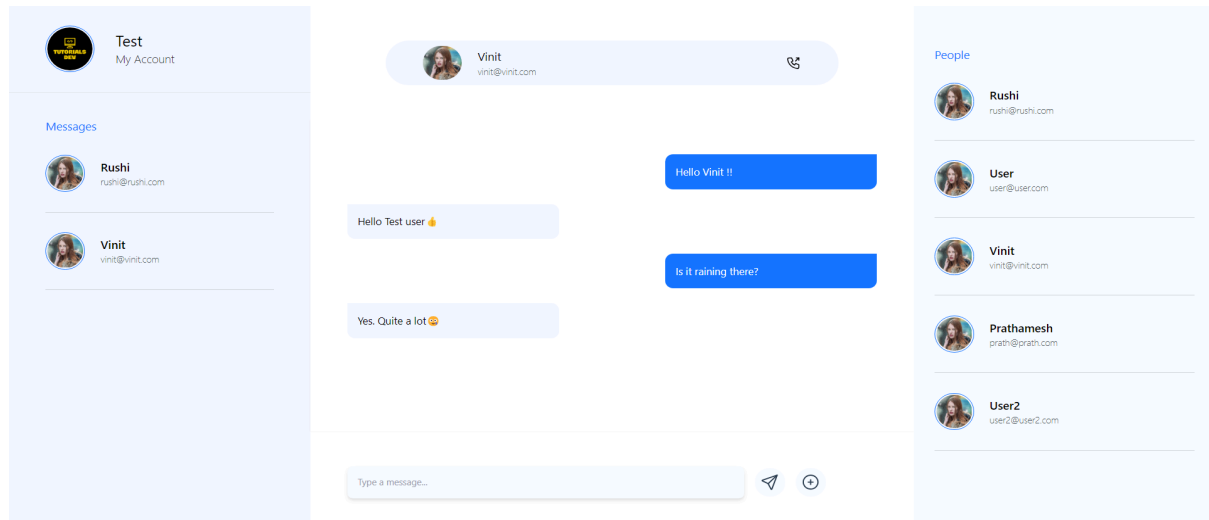 TUTORIALS
DEV
Test
My Account
Messages
Rushi
rushi@rushi.com
Vinit
vinit@vinit.com
Vinit
vinit@vinit.com
Hello Vinit !!
Hello Test user👍
Is it raining there?
Yes. Quite a lot😄
Type a message...
People
Rushi
rushi@rushi.com
User
user@user.com
Vinit
vinit@vinit.com
Prathamesh
prath@prath.com
User2
user2@user2.com